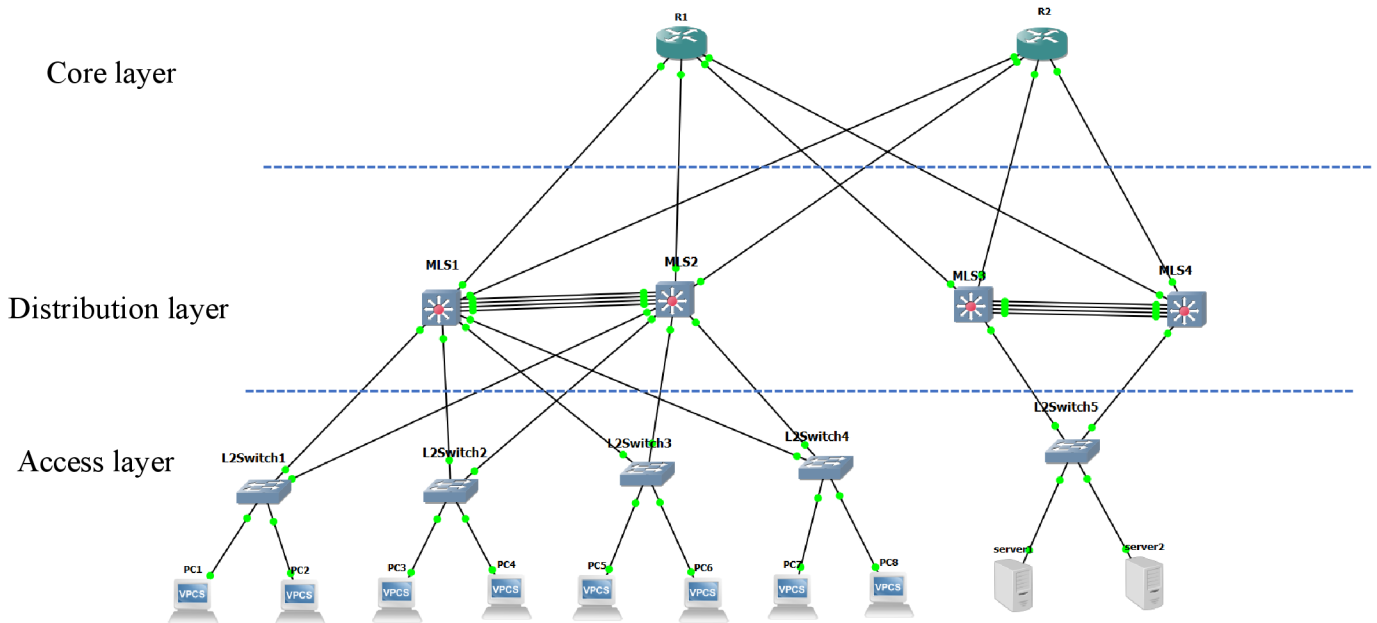 R1
R2
Core layer
MLS1
MLS2
MLS3
MLS4
Distribution layer
L2Switch1
L2Switch2
L2Switch3
L2Switch4
L2Switch5
Access layer
PC1
PC2
PC3
PC4
PC5
PC6
PC7
PC8
server1
server2
VPCS
VPCS
VPCS
VPCS
VPCS
VPCS
VPCS
VPCS